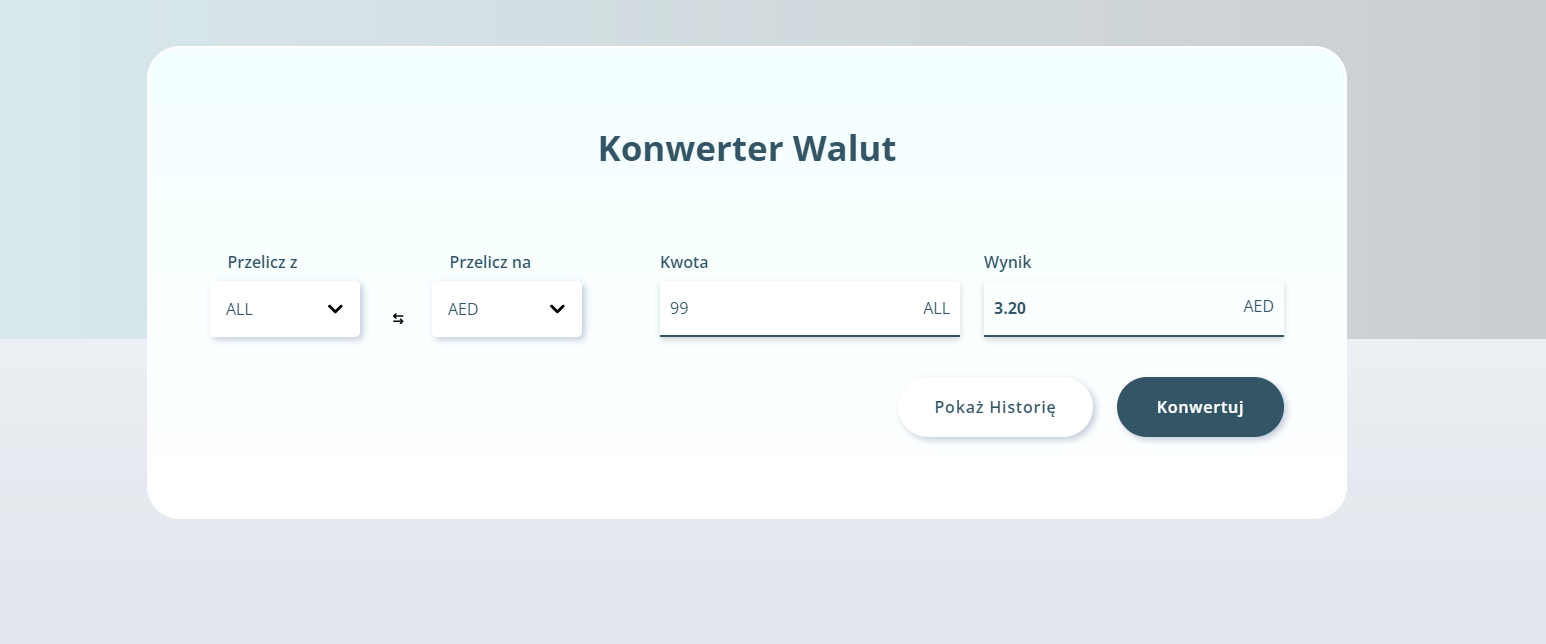 Konwerter Walut
Przelicz z
ALL
⇆
Przelicz na
AED
Kwota
99 ALL
Wynik
3.20 AED
Pokaż Historię
Konwertuj